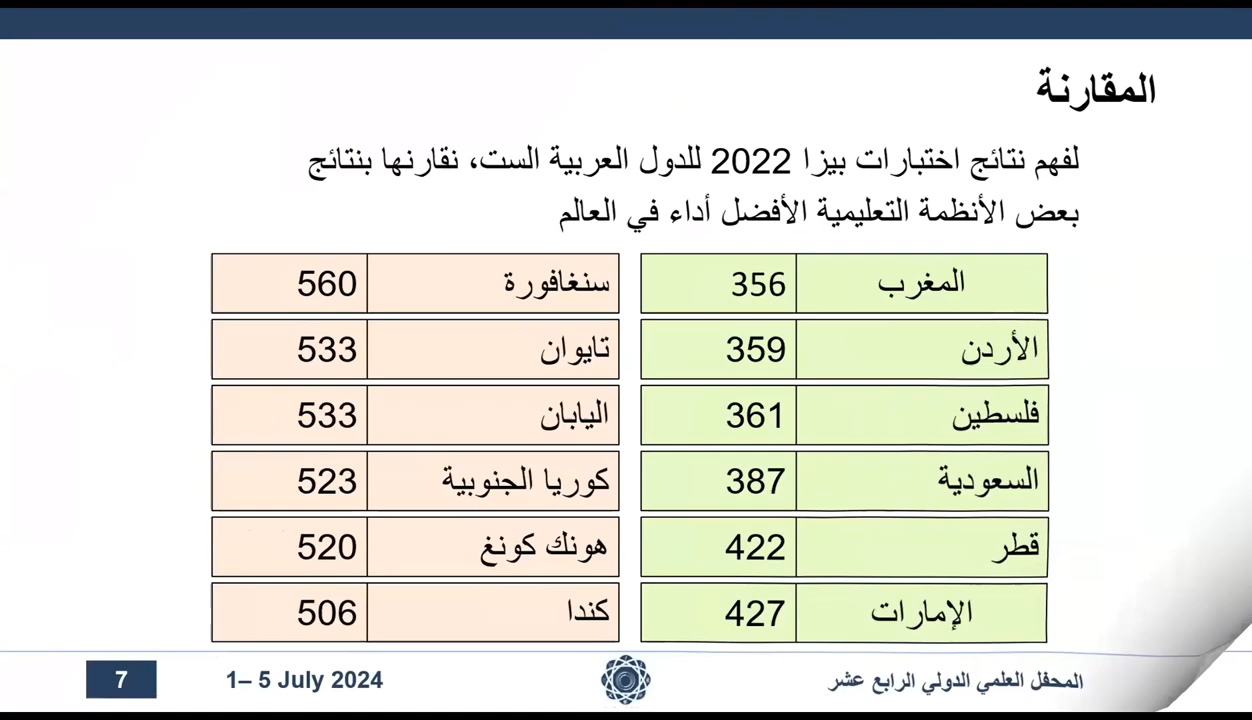 المقارنة
لفهم نتائج اختبارات بيزا 2022 للدول العربية الست، نقارنها بنتائج
بعض الأنظمة التعليمية الأفضل أداء في العالم
المغرب 356
الأردن 359
فلسطين 361
السعودية 387
قطر 422
الإمارات 427
سنغافورة 560
تايوان 533
اليابان 533
كوريا الجنوبية 523
هونك كونغ 520
كندا 506
المحفل العلمي الدولي الرابع عشر
1– 5 July 2024
7